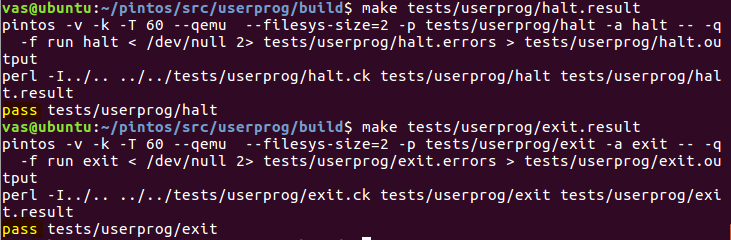 vas@ubuntu:~/pintos/src/userprog/build$ make tests/userprog/halt.result
pintos -v -k -T 60 --qemu  --filesys-size=2 -p tests/userprog/halt -a halt -- -q
  -f run halt < /dev/null 2> tests/userprog/halt.errors > tests/userprog/halt.ou
tput
perl -I../.. ../../tests/userprog/halt.ck tests/userprog/halt tests/userprog/hal
t.result
pass tests/userprog/halt
vas@ubuntu:~/pintos/src/userprog/build$ make tests/userprog/exit.result
pintos -v -k -T 60 --qemu  --filesys-size=2 -p tests/userprog/exit -a exit -- -q
  -f run exit < /dev/null 2> tests/userprog/exit.errors > tests/userprog/exit.ou
tput
perl -I../.. ../../tests/userprog/exit.ck tests/userprog/exit tests/userprog/exi
t.result
pass tests/userprog/exit